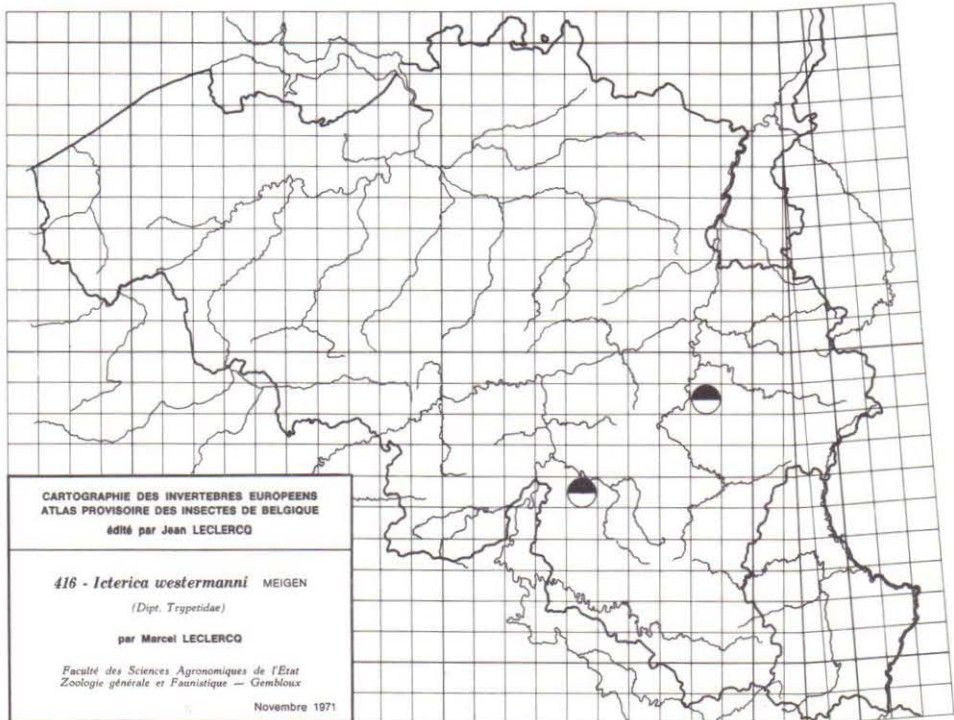 CARTOGRAPHIE DES INVERTEBRES EUROPEENS
ATLAS PROVISOIRE DES INSECTES DE BELGIQUE
édité par Jean LECLERCQ
416 - Icterica westermanni MEIGEN
(Dipt. Trypetidae)
par Marcel LECLERCQ
Faculté des Sciences Agronomiques de l'Etat
Zoologie générale et Faunistique — Gembloux
Novembre 1971